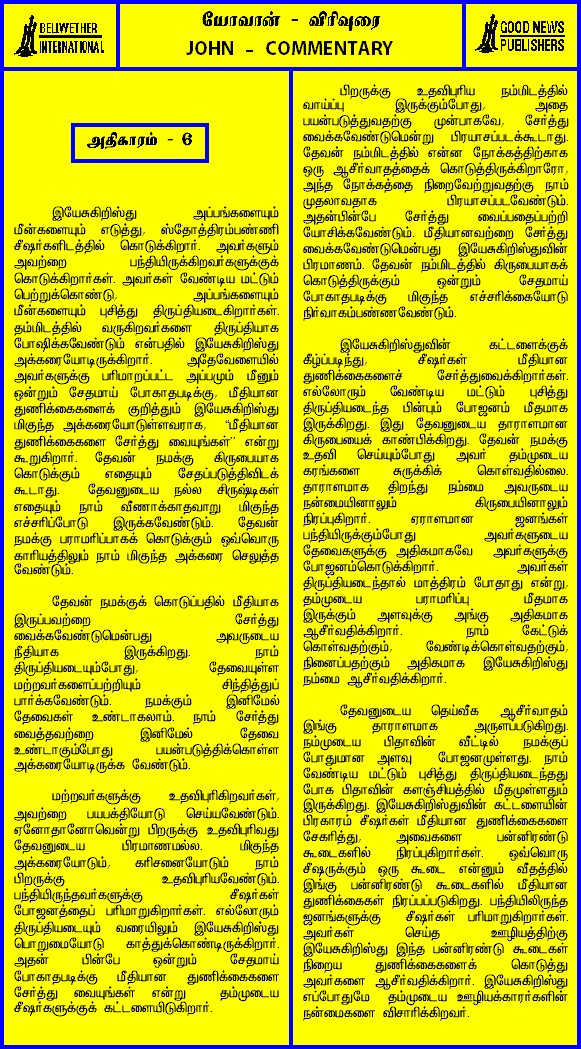 BELWETHER
INTERNATIONAL
யோவான் - விரிவுரை
JOHN - COMMENTARY
GOOD NEWS
PUBLISHERS
அதிகாரம் - 6
இயேசுகிறிஸ்து அப்பங்களையும்
மீன்களையும் எடுத்து, ஸ்தோத்திரம்பண்ணி
சீஷர்களிடத்தில் கொடுக்கிறார். அவர்களும்
அவற்றை பந்தியிருக்கிறவர்களுக்குக்
கொடுக்கிறார்கள். அவர்கள் வேண்டிய மட்டும்
பெற்றுக்கொண்டு, அப்பங்களையும்
மீன்களையும் புசித்து திருப்தியடைகிறார்கள்.
தம்மிடத்தில் வருகிறவர்களை திருப்தியாக
போஷிக்கவேண்டும் என்பதில் இயேசுகிறிஸ்து
அக்கரையோடிருக்கிறார். அதேவேளையில்
அவர்களுக்கு பரிமாறப்பட்ட அப்பமும் மீனும்
ஒன்றும் சேதமாய் போகாதபடிக்கு, மீதியான
துணிக்கைகளைக் குறித்தும் இயேசுகிறிஸ்து
மிகுந்த அக்கரையோடுள்ளவராக, “மீதியான
துணிக்கைகளை சேர்த்து வையுங்கள்” என்று
கூறுகிறார். தேவன் நமக்கு கிருபையாக
கொடுக்கும் எதையும் சேதப்படுத்திவிடக்
கூடாது. தேவனுடைய நல்ல சிருஷ்டிகள்
எதையும் நாம் வீணாக்காதவாறு மிகுந்த
எச்சரிப்போடு இருக்கவேண்டும். தேவன்
நமக்கு பராமரிப்பாகக் கொடுக்கும் ஒவ்வொரு
காரியத்திலும் நாம் மிகுந்த அக்கரை செலுத்த
வேண்டும்.
தேவன் நமக்குக் கொடுப்பதில் மீதியாக
இருப்பவற்றை சேர்த்து
வைக்கவேண்டுமென்பது அவருடைய
நீதியாக இருக்கிறது. நாம்
திருப்தியடையும்போது, தேவையுள்ள
மற்றவர்களைப்பற்றியும் சிந்தித்துப்
பார்க்கவேண்டும். நமக்கும் இனிமேல்
தேவைகள் உண்டாகலாம். நாம் சேர்த்து
வைத்தவற்றை இனிமேல் தேவை
உண்டாகும்போது பயன்படுத்திக்கொள்ள
அக்கரையோடிருக்க வேண்டும்.
மற்றவர்களுக்கு உதவிபுரிகிறவர்கள்,
அவற்றை பயபக்தியோடு செய்யவேண்டும்.
ஏனோதானோவென்று பிறருக்கு உதவிபுரிவது
தேவனுடைய பிரமாணமல்ல. மிகுந்த
அக்கரையோடும், கரிசனையோடும் நாம்
பிறருக்கு உதவிபுரியவேண்டும்.
பந்தியிருந்தவர்களுக்கு சீஷர்கள்
போஜனத்தைப் பரிமாறுகிறார்கள். எல்லோரும்
திருப்தியடையும் வரையிலும் இயேசுகிறிஸ்து
பொறுமையோடு காத்துக்கொண்டிருக்கிறார்.
அதன் பின்பே ஒன்றும் சேதமாய்
போகாதபடிக்கு மீதியான துணிக்கைகளை
சேர்த்து வையுங்கள் என்று தம்முடைய
சீஷர்களுக்குக் கட்டளையிடுகிறார்.
பிறருக்கு உதவிபுரிய நம்மிடத்தில்
வாய்ப்பு இருக்கும்போது, அதை
பயன்படுத்துவதற்கு முன்பாகவே, சேர்த்து
வைக்கவேண்டுமென்று பிரயாசப்படக்கூடாது.
தேவன் நம்மிடத்தில் என்ன நோக்கத்திற்காக
ஒரு ஆசீர்வாதத்தைக் கொடுத்திருக்கிறாரோ,
அந்த நோக்கத்தை நிறைவேற்றுவதற்கு நாம்
முதலாவதாக பிரயாசப்படவேண்டும்.
அதன்பின்பே சேர்த்து வைப்பதைப்பற்றி
யோசிக்கவேண்டும். மீதியானவற்றை சேர்த்து
வைக்கவேண்டுமென்பது இயேசுகிறிஸ்துவின்
பிரமாணம். தேவன் நம்மிடத்தில் கிருபையாகக்
கொடுத்திருக்கும் ஒன்றும் சேதமாய்
போகாதபடிக்கு மிகுந்த எச்சரிக்கையோடு
நிர்வாகம்பண்ணவேண்டும்.
இயேசுகிறிஸ்துவின் கட்டளைக்குக்
கீழ்ப்படிந்து, சீஷர்கள் மீதியான
துணிக்கைகளைச் சேர்த்துவைக்கிறார்கள்.
எல்லோரும் வேண்டிய மட்டும் புசித்து
திருப்தியடைந்த பின்பும் போஜனம் மீதமாக
இருக்கிறது. இது தேவனுடைய தாராளமான
கிருபையைக் காண்பிக்கிறது. தேவன் நமக்கு
உதவி செய்யும்போது அவர் தம்முடைய
கரங்களை சுருக்கிக் கொள்வதில்லை.
தாராளமாக திறந்து நம்மை அவருடைய
நன்மையினாலும் கிருபையினாலும்
நிரப்புகிறார். ஏராளமான ஜனங்கள்
பந்தியிருக்கும்போது அவர்களுடைய
தேவைகளுக்கு அதிகமாகவே அவர்களுக்கு
போஜனம்கொடுக்கிறார். அவர்கள்
திருப்தியடைந்தால் மாத்திரம் போதாது என்று,
தம்முடைய பராமரிப்பு மீதமாக
இருக்கும் அளவுக்கு அங்கு அதிகமாக
ஆசீர்வதிக்கிறார். நாம் கேட்டுக்
கொள்வதற்கும், வேண்டிக்கொள்வதற்கும்,
நினைப்பதற்கும் அதிகமாக இயேசுகிறிஸ்து
நம்மை ஆசீர்வதிக்கிறார்.
தேவனுடைய தெய்வீக ஆசீர்வாதம்
இங்கு தாராளமாக அருளப்படுகிறது.
நம்முடைய பிதாவின் வீட்டில் நமக்குப்
போதுமான அளவு போஜனமுள்ளது. நாம்
வேண்டிய மட்டும் புசித்து திருப்தியடைந்தது
போக பிதாவின் களஞ்சியத்தில் மீதமுள்ளதும்
இருக்கிறது. இயேசுகிறிஸ்துவின் கட்டளையின்
பிரகாரம் சீஷர்கள் மீதியான துணிக்கைகளை
சேகரித்து, அவைகளை பன்னிரண்டு
கூடைகளில் நிரப்புகிறார்கள். ஒவ்வொரு
சீஷருக்கும் ஒரு கூடை என்னும் வீதத்தில்
இங்கு பன்னிரண்டு கூடைகளில் மீதியான
துணிக்கைகள் நிரப்பப்படுகிறது. பந்தியிலிருந்த
ஜனங்களுக்கு சீஷர்கள் பரிமாறுகிறார்கள்.
அவர்கள் செய்த ஊழியத்திற்கு
இயேசுகிறிஸ்து இந்த பன்னிரண்டு கூடைகள்
நிறைய துணிக்கைகளைக் கொடுத்து
அவர்களை ஆசீர்வதிக்கிறார். இயேசுகிறிஸ்து
எப்போதுமே தம்முடைய ஊழியக்காரர்களின்
நன்மைகளை விசாரிக்கிறவர்.